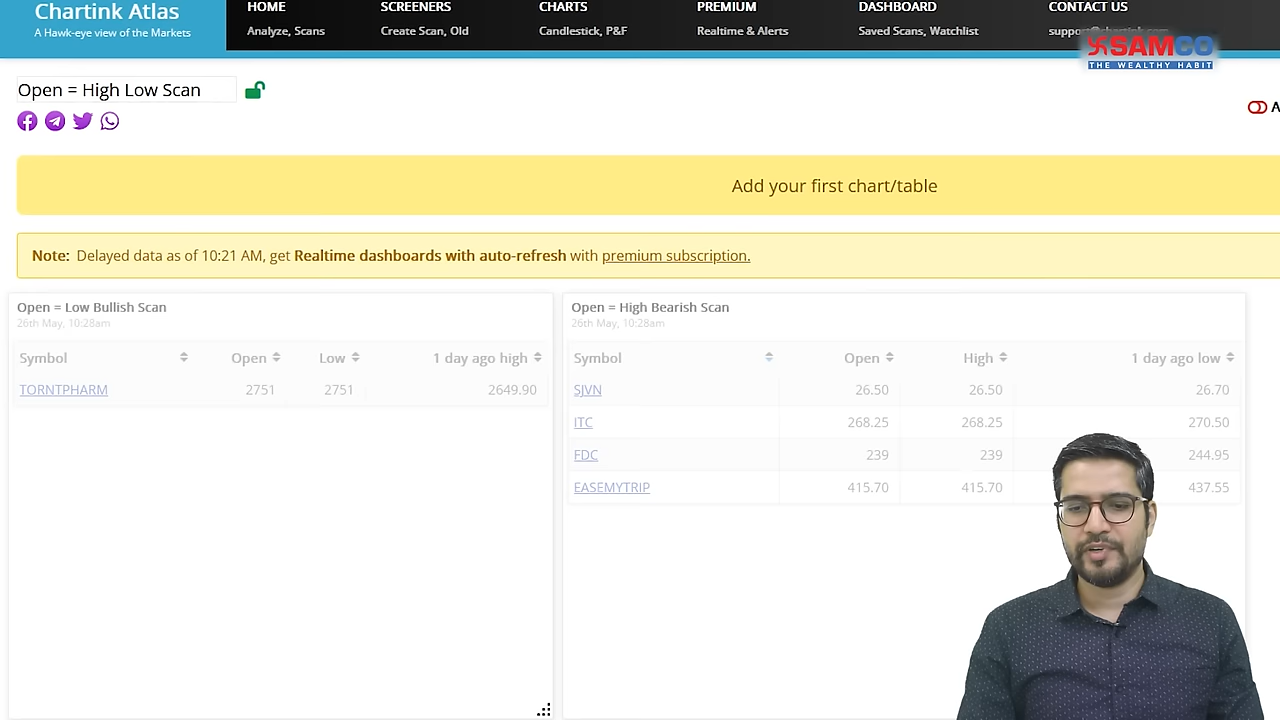 Chartink Atlas
A Hawk-eye view of the Markets
HOME
Analyze, Scans
SCREENERS
Create Scan, Old
CHARTS
Candlestick, P&F
PREMIUM
Realtime & Alerts
DASHBOARD
Saved Scans, Watchlist
CONTACT US
SAMCO
THE WEALTHY HABIT
Open = High Low Scan
A
Add your first chart/table
Note: Delayed data as of 10:21 AM, get Realtime dashboards with auto-refresh with premium subscription.
Open = Low Bullish Scan
26th May, 10:28am
Symbol Open Low 1 day ago high
TORNTPHARM 2751 2751 2649.90
Open = High Bearish Scan
26th May, 10:28am
Symbol Open High 1 day ago low
SJVN 26.50 26.50 26.70
ITC 268.25 268.25 270.50
FDC 239 239 244.95
EASEMYTRIP 415.70 415.70 437.55